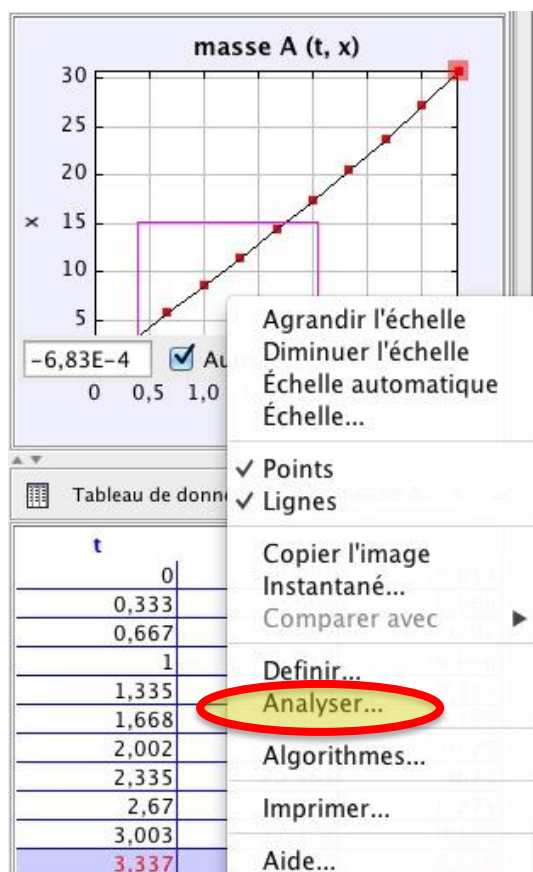 masse A (t, x)
30
25
20
x 15
10
5
-6,83E-4
0 0,5 1,0
Tableau de donn
t
0
0,333
0,667
1
1,335
1,668
2,002
2,335
2,67
3,003
3,337
Agrandir l'échelle
Diminuer l'échelle
Échelle automatique
Échelle...
✓ Points
✓ Lignes
Copier l'image
Instantané...
Comparer avec
Definir...
Analyser...
Algorithmes...
Imprimer...
Aide...